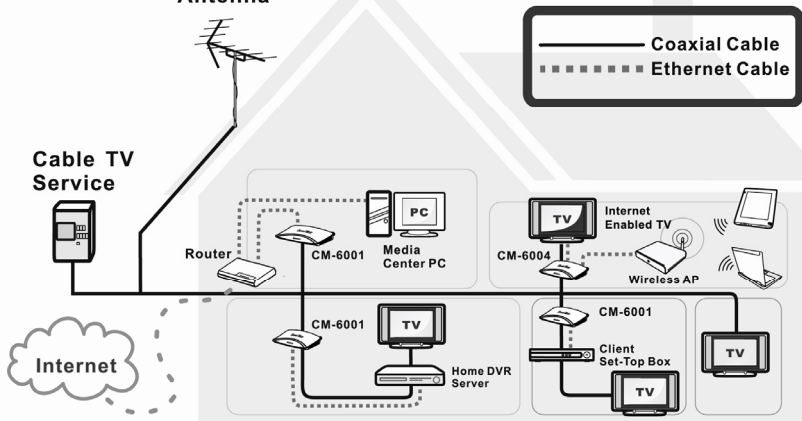 Antenna
Coaxial Cable
Ethernet Cable
Cable TV
Service
PC
TV
Internet
Enabled TV
Router
CM-6001
Media
Center PC
CM-6004
Wireless AP
CM-6001
TV
CM-6001
Client
Set-Top Box
TV
Internet
Home DVR
Server
TV